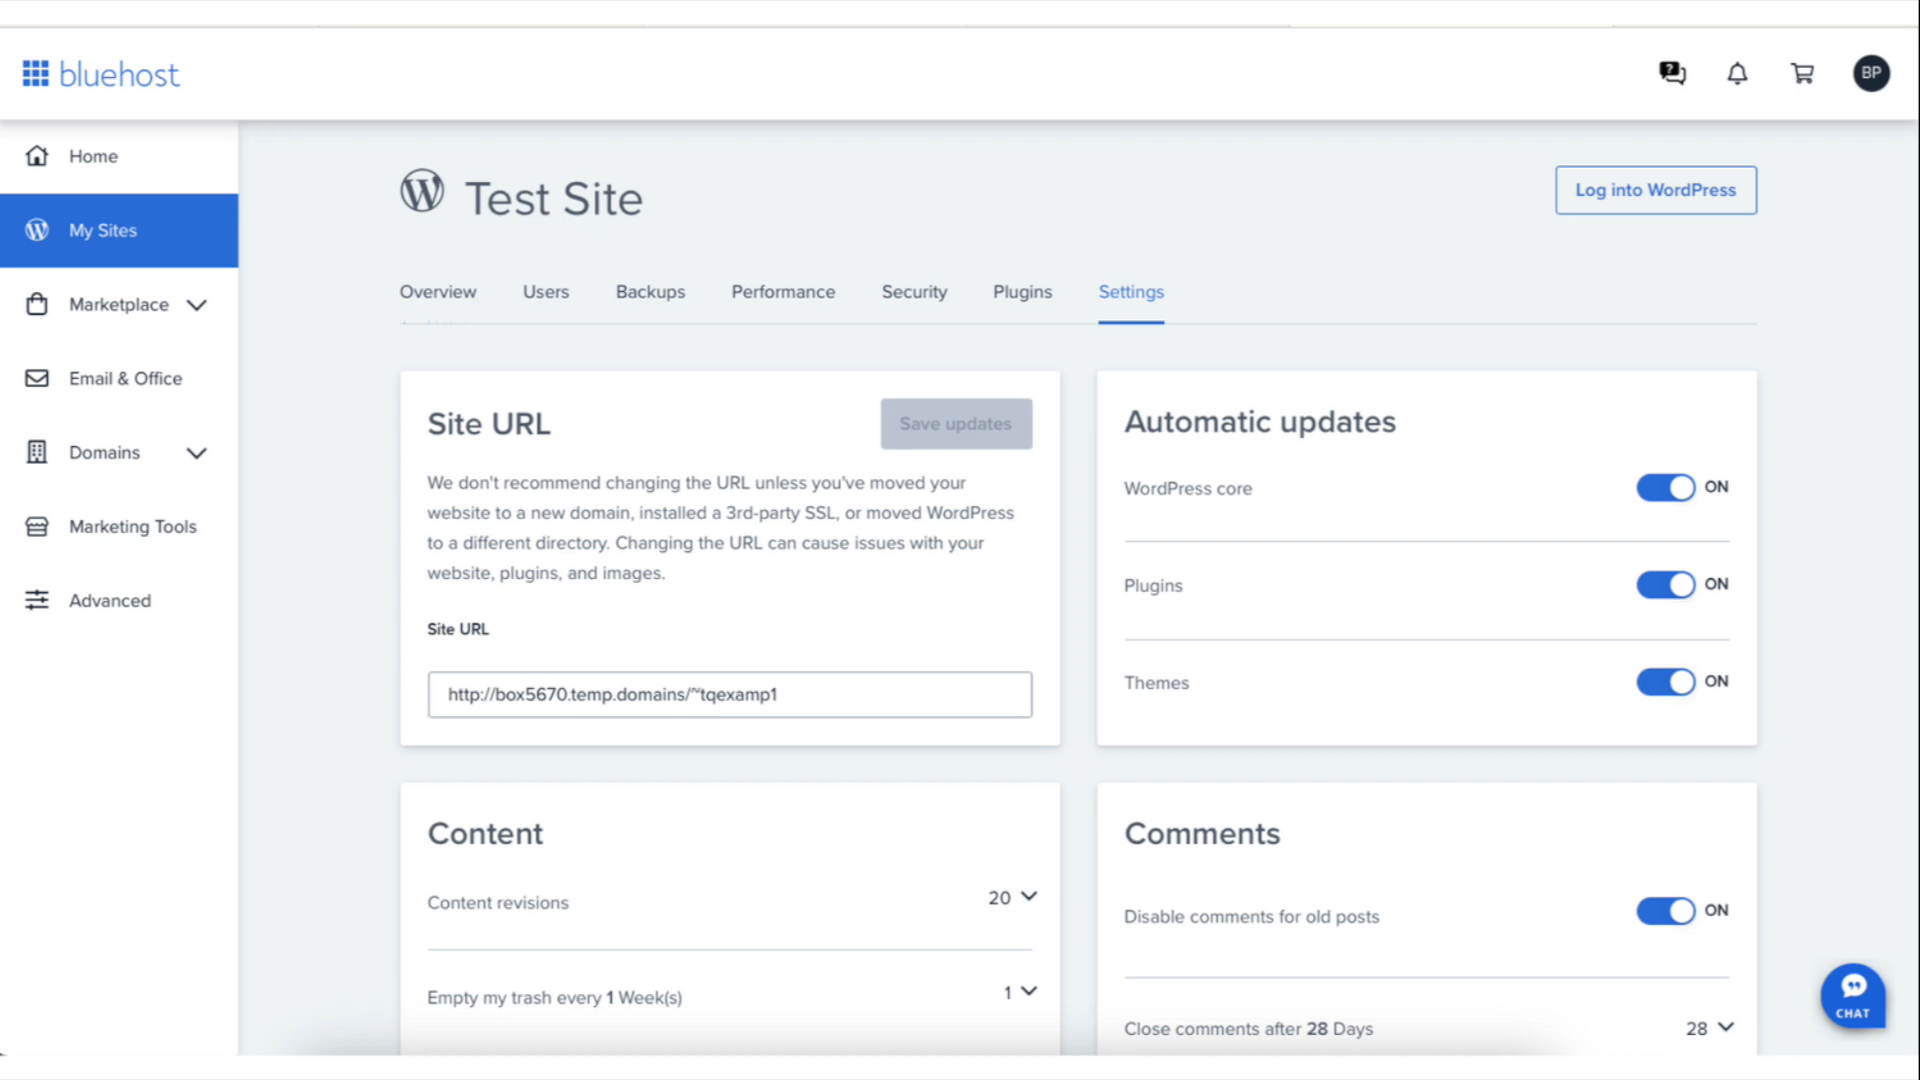 bluehost
BP
Home
My Sites
Marketplace
Email & Office
Domains
Marketing Tools
Advanced
Test Site
Log into WordPress
Overview Users Backups Performance Security Plugins Settings
Site URL
Save updates
We don't recommend changing the URL unless you've moved your
website to a new domain, installed a 3rd-party SSL, or moved WordPress
to a different directory. Changing the URL can cause issues with your
website, plugins, and images.
Site URL
http://box5670.temp.domains/~tqexamp1
Automatic updates
WordPress core ON
Plugins ON
Themes ON
Content
Content revisions 20
Empty my trash every 1 Week(s) 1
Comments
Disable comments for old posts ON
Close comments after 28 Days 28
CHAT